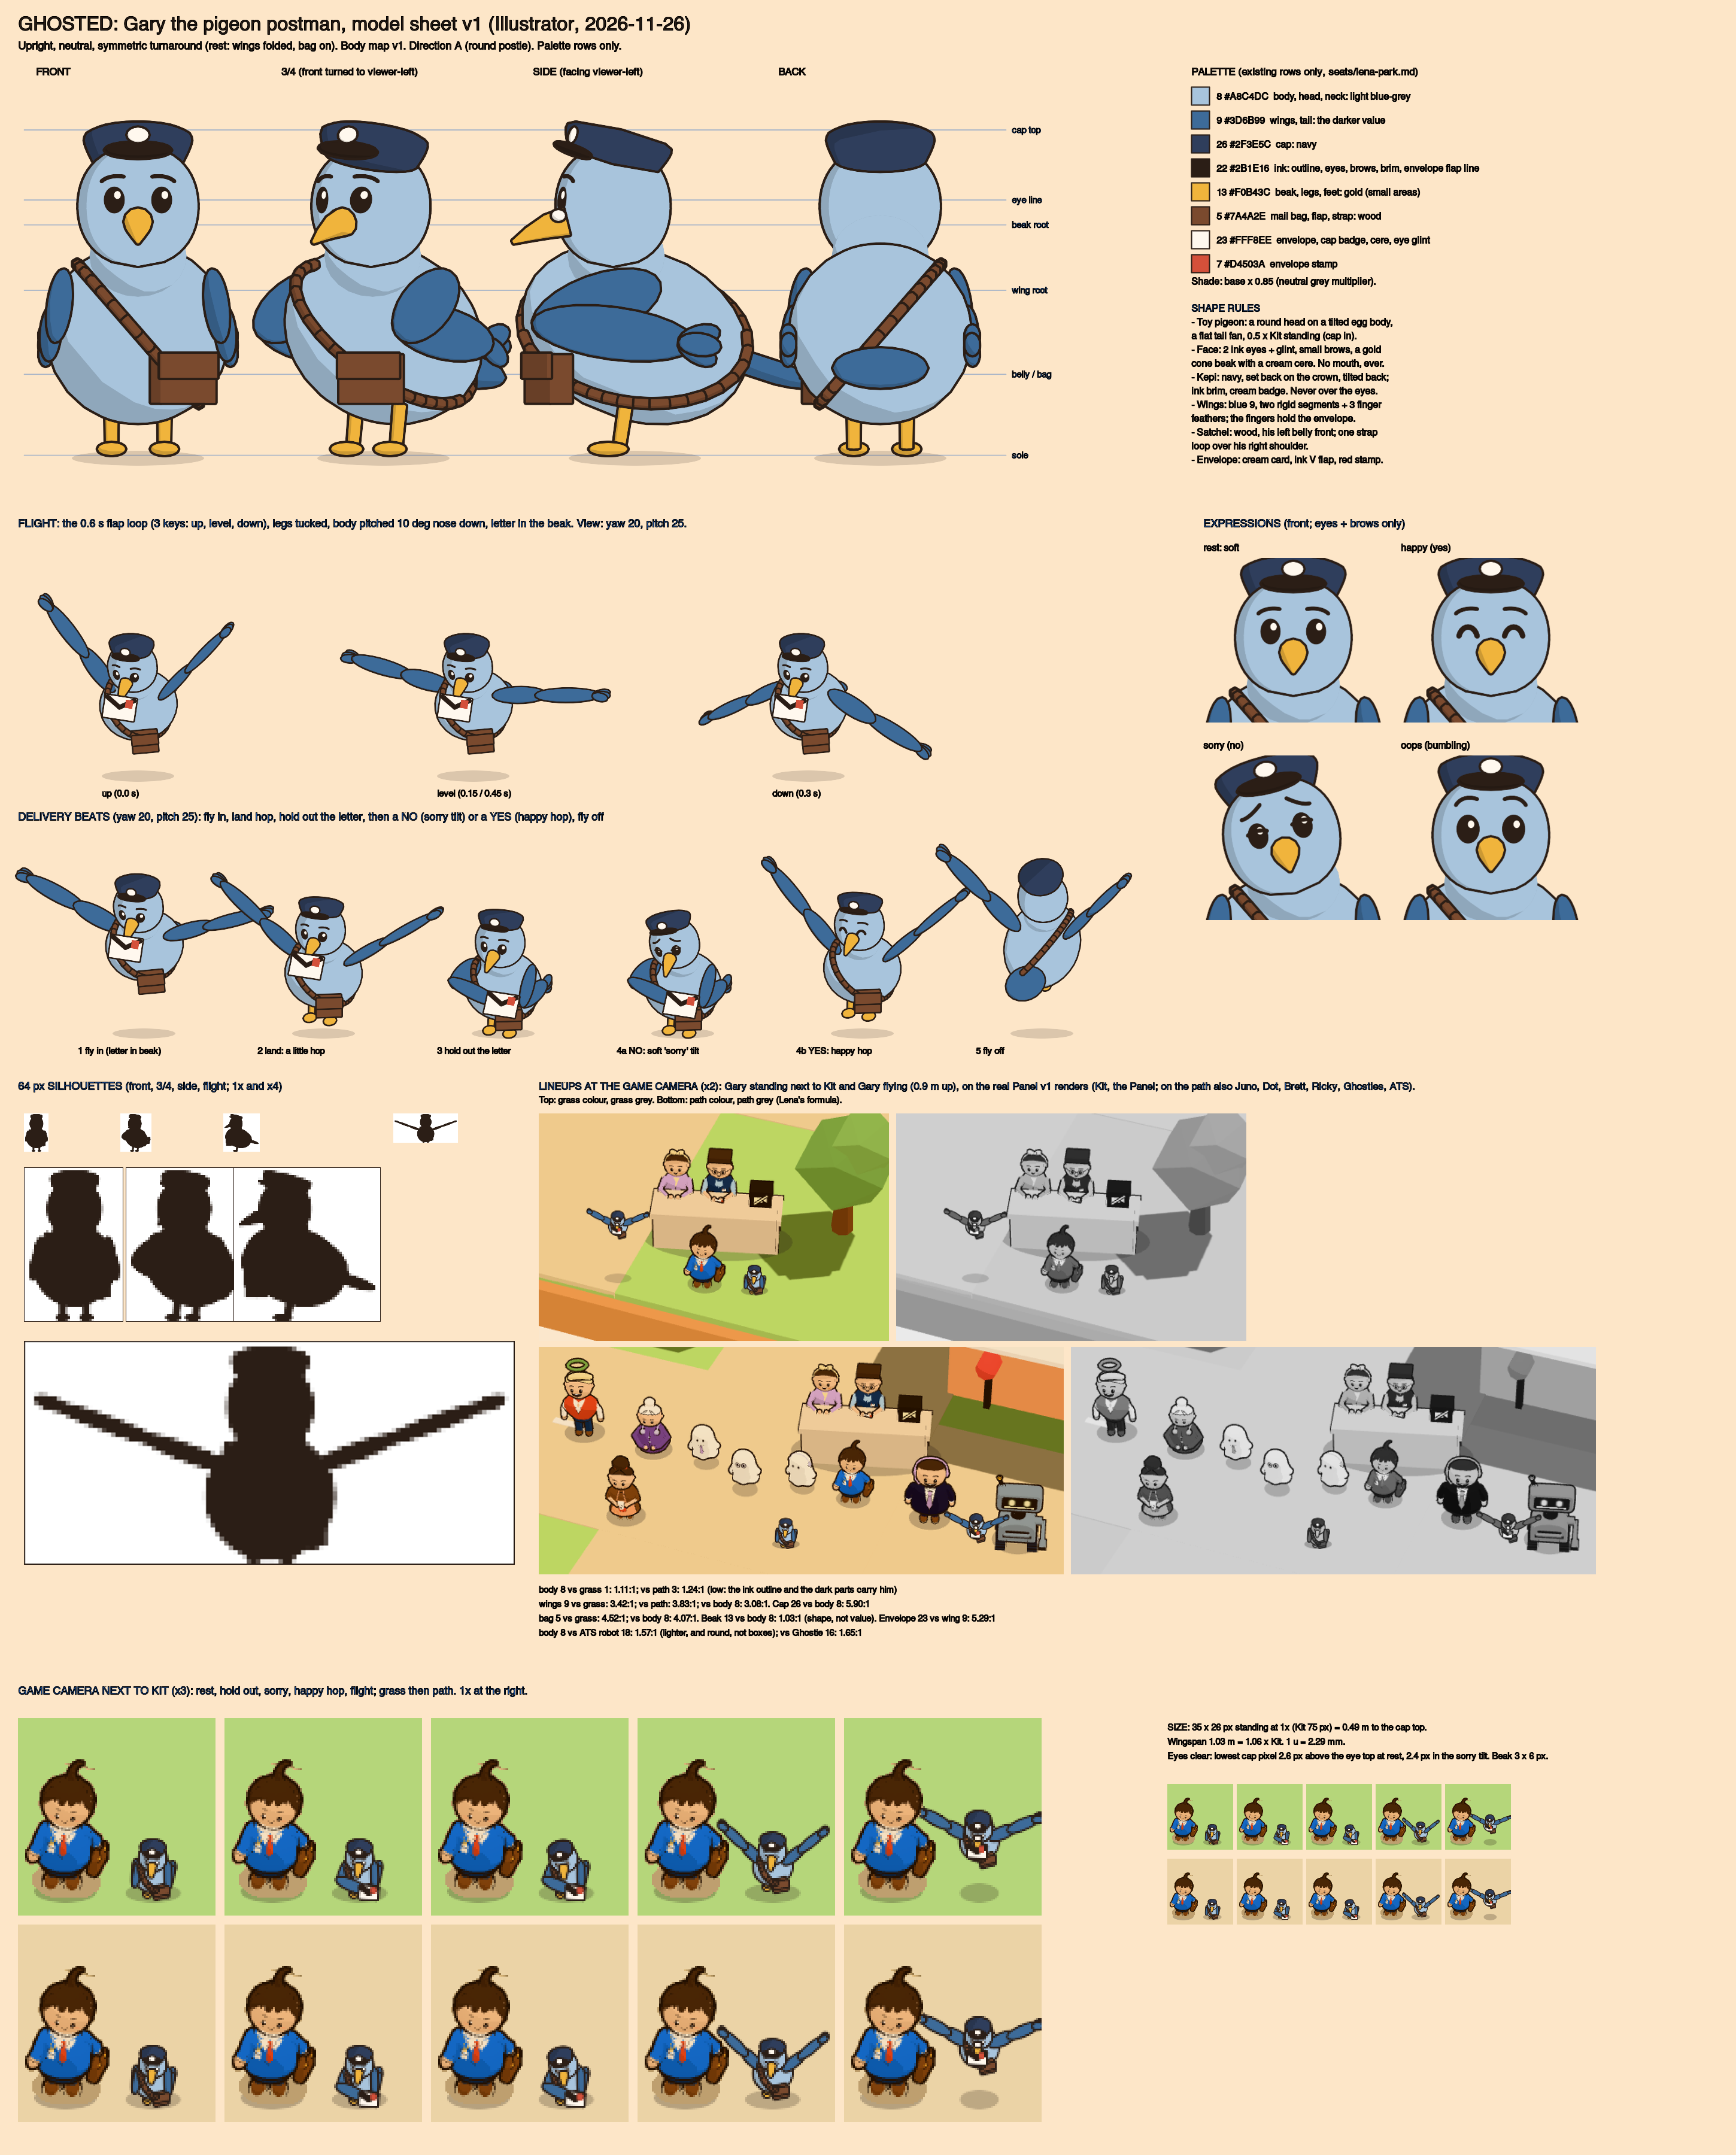 GHOSTED: Gary the pigeon postman, model sheet v1 (Illustrator, 2026-11-26)
Upright, neutral, symmetric turnaround (rest: wings folded, bag on). Body map v1. Direction A (round postie). Palette rows only.
FRONT
3/4 (front turned to viewer-left)
SIDE (facing viewer-left)
BACK
cap top
eye line
beak root
wing root
belly / bag
sole
PALETTE (existing rows only, seats/lena-park.md)
8 #A8C4DC body, head, neck: light blue-grey
9 #3D6B99 wings, tail: the darker value
26 #2F3E5C cap: navy
22 #2B1E16 ink: outline, eyes, brows, brim, envelope flap line
13 #F0B43C beak, legs, feet: gold (small areas)
5 #7A4A2E mail bag, flap, strap: wood
23 #FFF8EE envelope, cap badge, cere, eye glint
7 #D4503A envelope stamp
Shade: base x 0.85 (neutral grey multiplier).
SHAPE RULES
- Toy pigeon: a round head on a tilted egg body,
a flat tail fan, 0.5 x Kit standing (cap in).
- Face: 2 ink eyes + glint, small brows, a gold
cone beak with a cream cere. No mouth, ever.
- Kepi: navy, set back on the crown, tilted back;
ink brim, cream badge. Never over the eyes.
- Wings: blue 9, two rigid segments + 3 finger
feathers; the fingers hold the envelope.
- Satchel: wood, his left belly front; one strap
loop over his right shoulder.
- Envelope: cream card, ink V flap, red stamp.
FLIGHT: the 0.6 s flap loop (3 keys: up, level, down), legs tucked, body pitched 10 deg nose down, letter in the beak. View: yaw 20, pitch 25.
up (0.0 s)
level (0.15 / 0.45 s)
down (0.3 s)
EXPRESSIONS (front; eyes + brows only)
rest: soft
happy (yes)
sorry (no)
oops (bumbling)
DELIVERY BEATS (yaw 20, pitch 25): fly in, land hop, hold out the letter, then a NO (sorry tilt) or a YES (happy hop), fly off
1 fly in (letter in beak)
2 land: a little hop
3 hold out the letter
4a NO: soft 'sorry' tilt
4b YES: happy hop
5 fly off
64 px SILHOUETTES (front, 3/4, side, flight; 1x and x4)
LINEUPS AT THE GAME CAMERA (x2): Gary standing next to Kit and Gary flying (0.9 m up), on the real Panel v1 renders (Kit, the Panel; on the path also Juno, Dot, Brett, Ricky, Ghosties, ATS).
Top: grass colour, grass grey. Bottom: path colour, path grey (Lena's formula).
body 8 vs grass 1: 1.11:1; vs path 3: 1.24:1 (low: the ink outline and the dark parts carry him)
wings 9 vs grass: 3.42:1; vs path: 3.83:1; vs body 8: 3.08:1. Cap 26 vs body 8: 5.90:1
bag 5 vs grass: 4.52:1; vs body 8: 4.07:1. Beak 13 vs body 8: 1.03:1 (shape, not value). Envelope 23 vs wing 9: 5.29:1
body 8 vs ATS robot 18: 1.57:1 (lighter, and round, not boxes); vs Ghostie 16: 1.65:1
GAME CAMERA NEXT TO KIT (x3): rest, hold out, sorry, happy hop, flight; grass then path. 1x at the right.
SIZE: 35 x 26 px standing at 1x (Kit 75 px) = 0.49 m to the cap top.
Wingspan 1.03 m = 1.06 x Kit. 1 u = 2.29 mm.
Eyes clear: lowest cap pixel 2.6 px above the eye top at rest, 2.4 px in the sorry tilt. Beak 3 x 6 px.